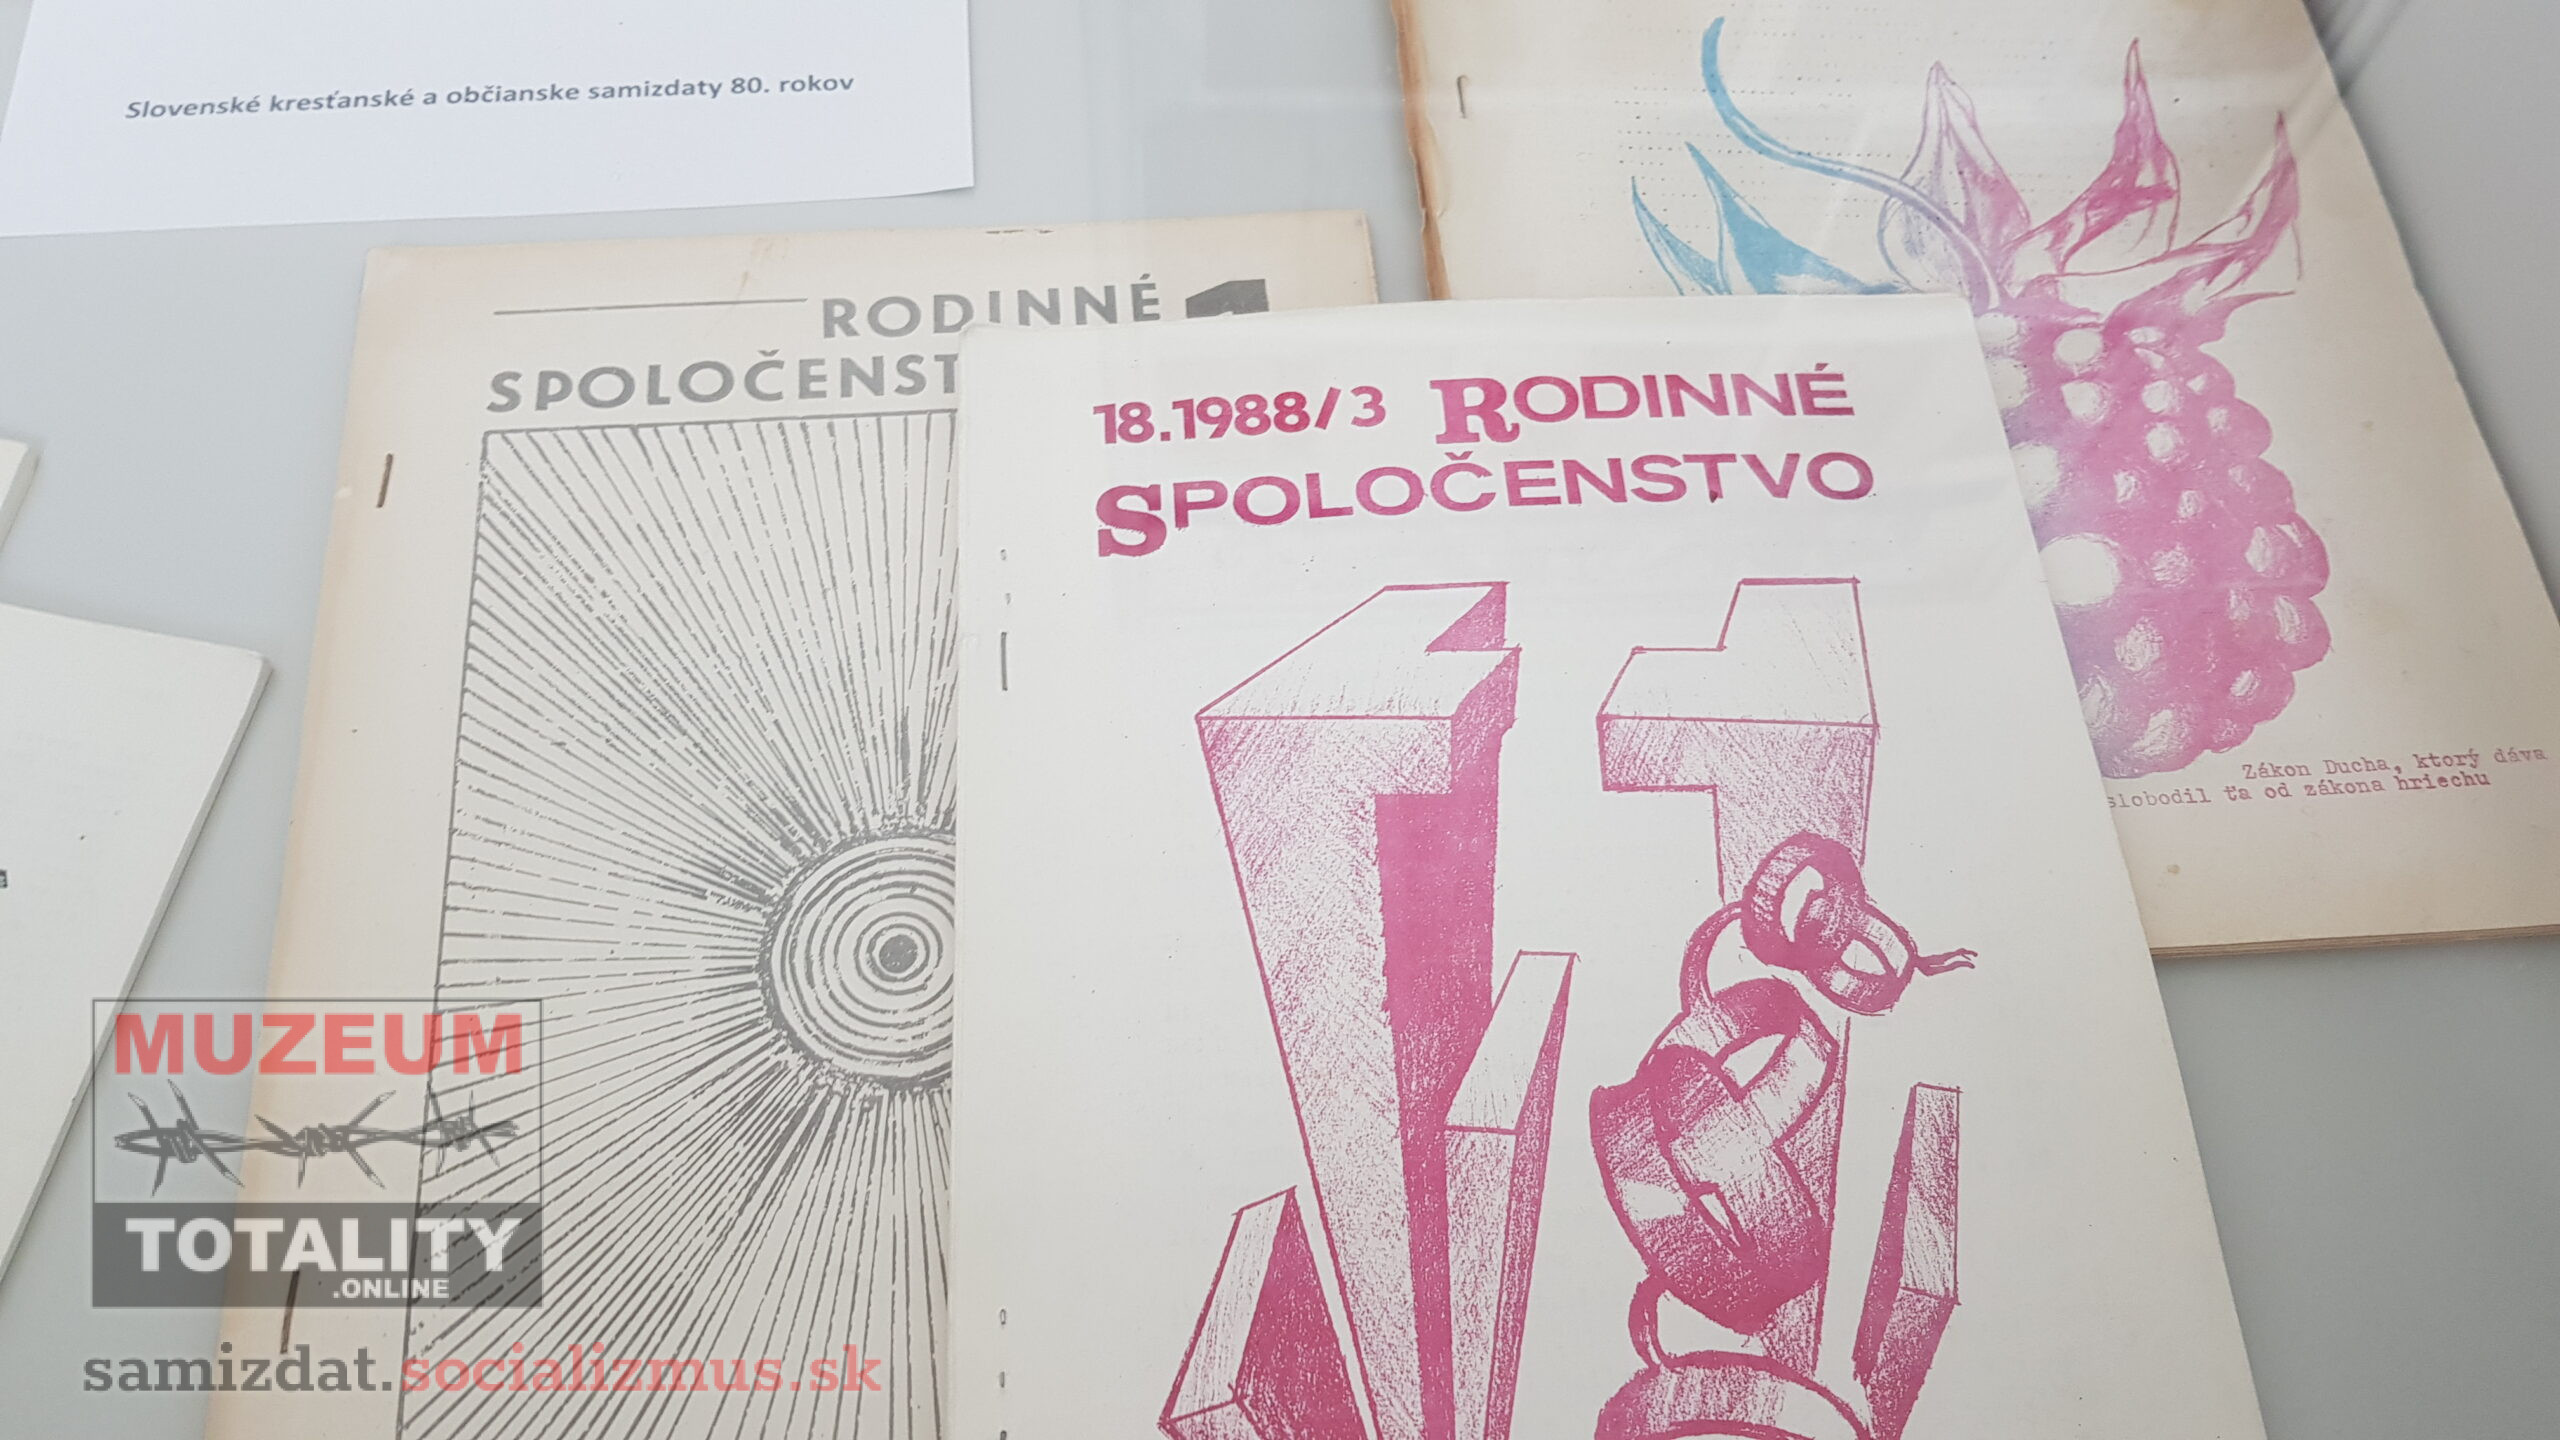 Slovenské kresťanské a občianske samizdaty 80. rokov
RODINNÉ 1
SPOLOČENST
18.1988/3 RODINNÉ
SPOLOČENSTVO
Zákon Ducha, ktorý dáva
slobodil ťa od zákona hriechu
MUZEUM
TOTALITY
.ONLINE
samizdat.socializmus.sk